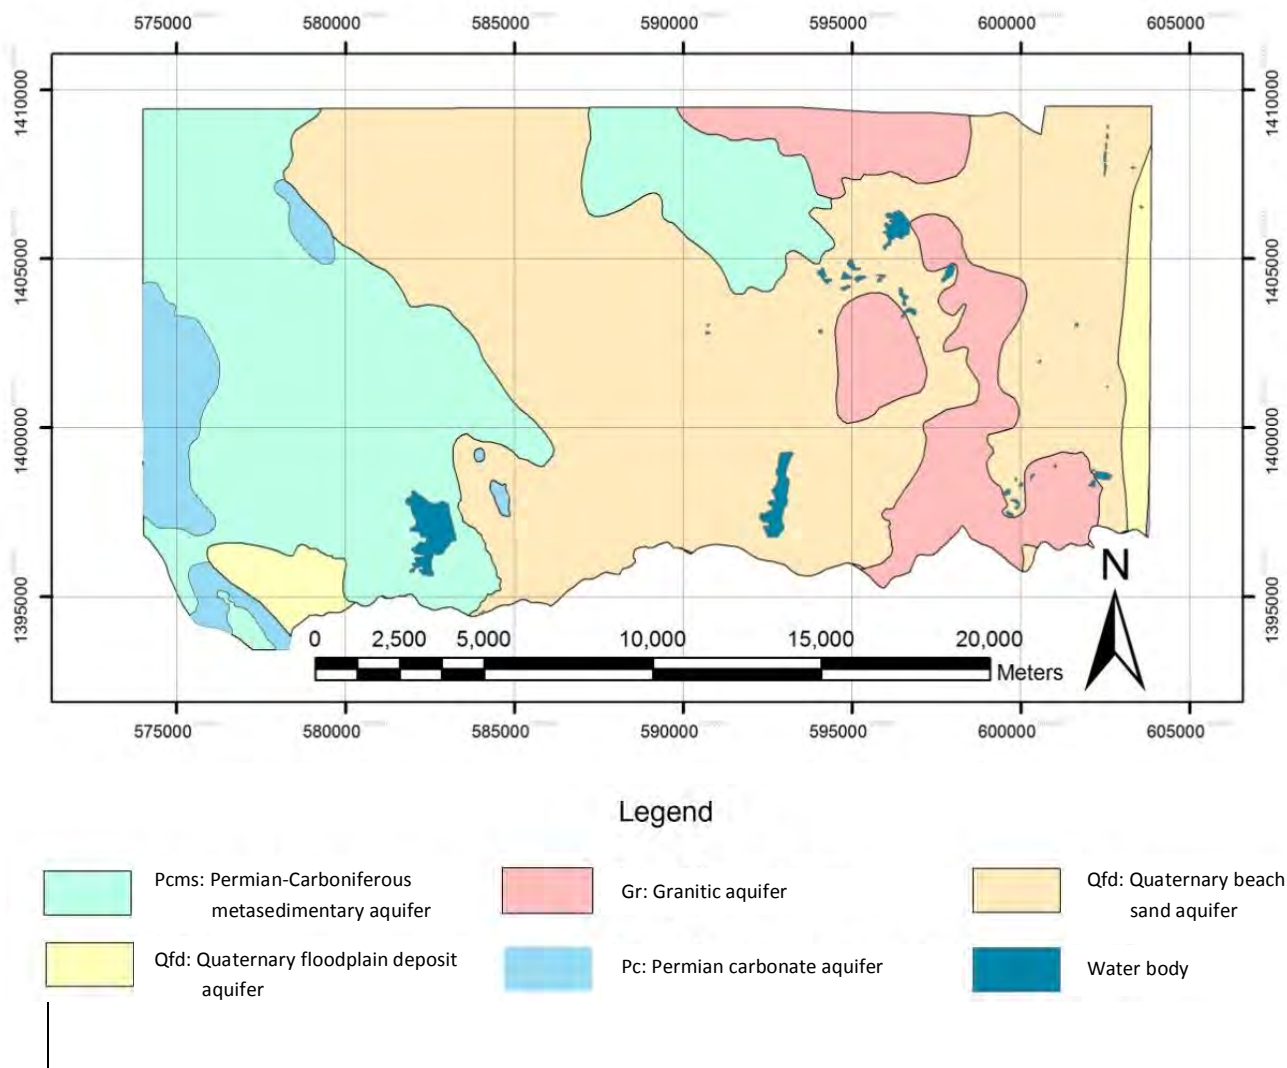 575000 580000 585000 590000 595000 600000 605000
1410000 1410000
1405000 1405000
1400000 1400000
1395000 1395000
N
0 2,500 5,000 10,000 15,000 20,000
Meters
575000 580000 585000 590000 595000 600000 605000
Legend
Pcms: Permian-Carboniferous
metasedimentary aquifer
Gr: Granitic aquifer
Qfd: Quaternary beach
sand aquifer
Qfd: Quaternary floodplain deposit
aquifer
Pc: Permian carbonate aquifer
Water body